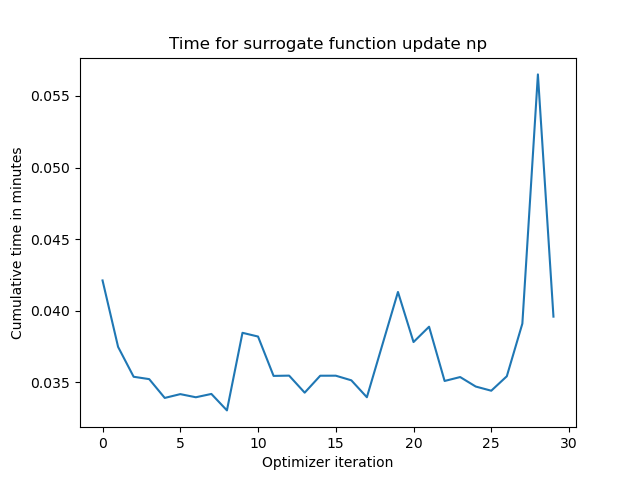 Time for surrogate function update np
Cumulative time in minutes
0.055
0.050
0.045
0.040
0.035
0 5 10 15 20 25 30
Optimizer iteration